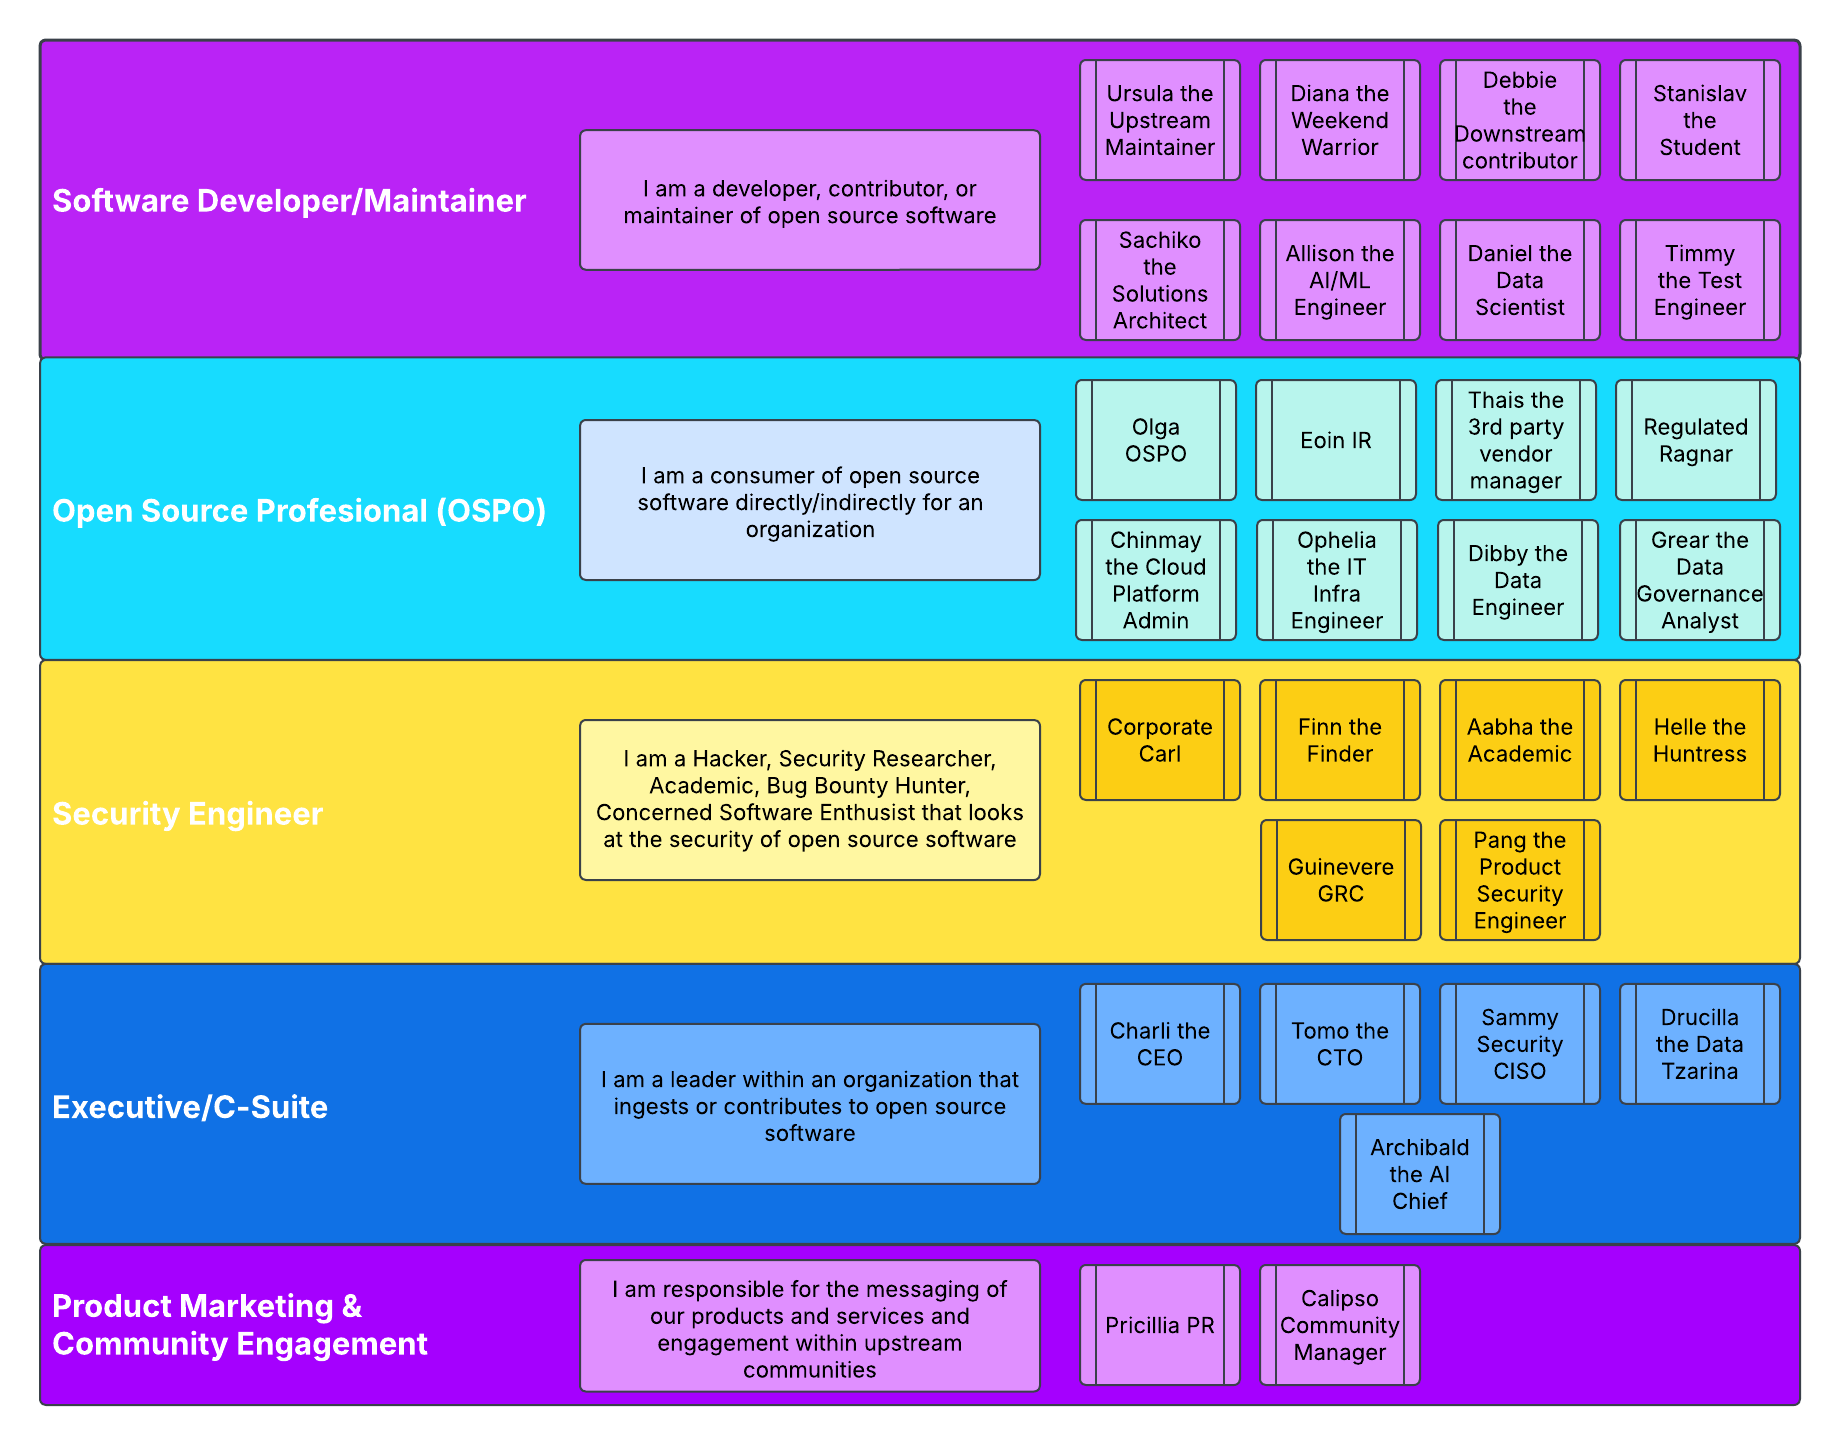 Software Developer/Maintainer
I am a developer, contributor, or
maintainer of open source software
Ursula the
Upstream
Maintainer
Diana the
Weekend
Warrior
Debbie
the
Downstream
contributor
Stanislav
the
Student
Sachiko
the
Solutions
Architect
Allison the
AI/ML
Engineer
Daniel the
Data
Scientist
Timmy
the Test
Engineer
Open Source Profesional (OSPO)
I am a consumer of open source
software directly/indirectly for an
organization
Olga
OSPO
Eoin IR
Thais the
3rd party
vendor
manager
Regulated
Ragnar
Chinmay
the Cloud
Platform
Admin
Ophelia
the IT
Infra
Engineer
Dibby the
Data
Engineer
Grear the
Data
Governance
Analyst
Security Engineer
I am a Hacker, Security Researcher,
Academic, Bug Bounty Hunter,
Concerned Software Enthusist that looks
at the security of open source software
Corporate
Carl
Finn the
Finder
Aabha the
Academic
Helle the
Huntress
Guinevere
GRC
Pang the
Product
Security
Engineer
Executive/C-Suite
I am a leader within an organization that
ingests or contributes to open source
software
Charli the
CEO
Tomo the
CTO
Sammy
Security
CISO
Drucilla
the Data
Tzarina
Archibald
the AI
Chief
Product Marketing &
Community Engagement
I am responsible for the messaging of
our products and services and
engagement within upstream
communities
Pricillia PR
Calipso
Community
Manager